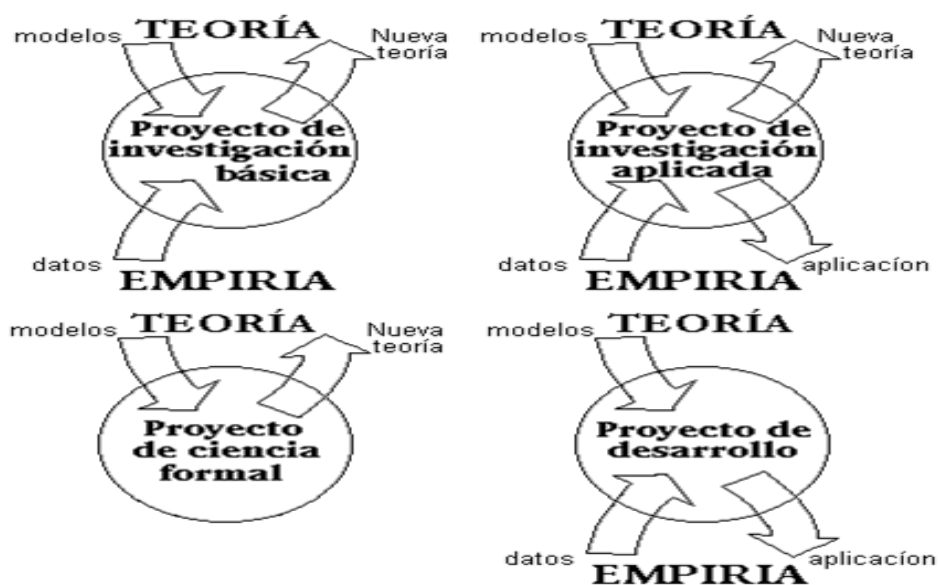 modelos TEORÍA Nueva teoría
Proyecto de
investigación
básica
datos
EMPIRIA
modelos TEORÍA Nueva teoría
Proyecto de
investigación
aplicada
datos aplicacíon
EMPIRIA
modelos TEORÍA Nueva teoría
Proyecto
de ciencia
formal
modelos TEORÍA
Proyecto de
desarrollo
datos aplicacíon
EMPIRIA